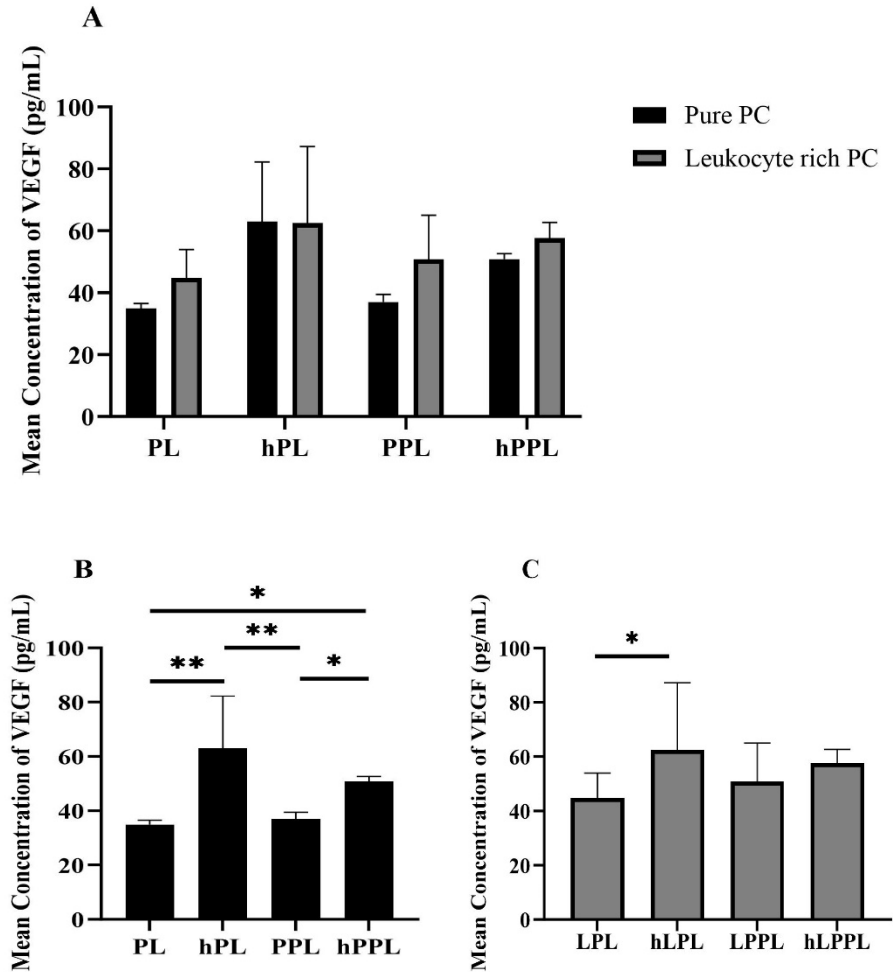 A
Mean Concentration of VEGF (pg/mL)
100
80
60
40
20
0
PL hPL PPL hPPL
Pure PC
Leukocyte rich PC
B
Mean Concentration of VEGF (pg/mL)
100
80
60
40
20
0
*
**
**
*
PL hPL PPL hPPL
C
Mean Concentration of VEGF (pg/mL)
100
80
60
40
20
0
*
LPL hLPL LPPL hLPPL